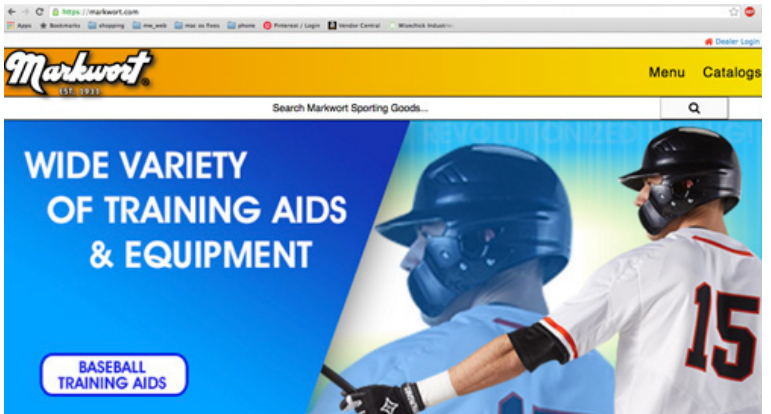 https://markwort.com
Apps Bookmarks shopping mw_web mac os fixes phone Pinterest / Login Vendor Central
Dealer Login
Markwort
EST. 1931
Menu Catalogs
Search Markwort Sporting Goods...
WIDE VARIETY
OF TRAINING AIDS
& EQUIPMENT
15
BASEBALL
TRAINING AIDS